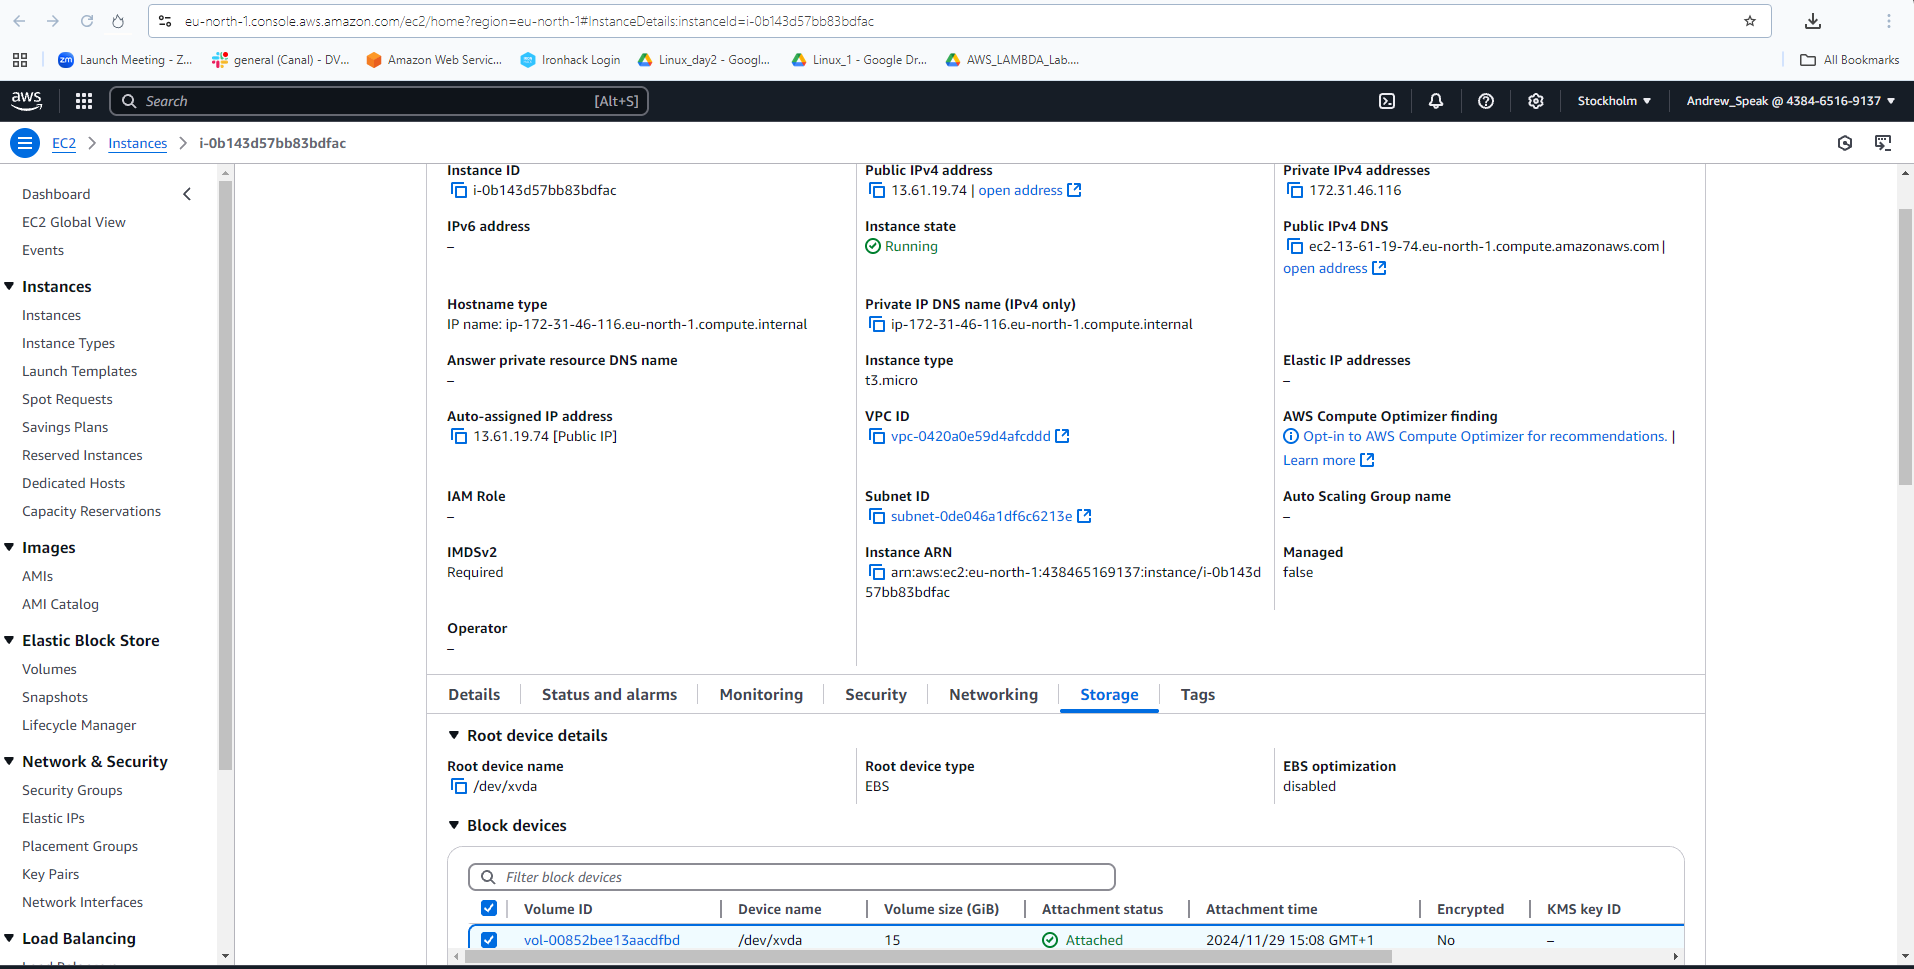 eu-north-1.console.aws.amazon.com/ec2/home?region=eu-north-1#InstanceDetails:instanceId=i-0b143d57bb83bdfac
Launch Meeting - Z... general (Canal) - DV... Amazon Web Servic... Ironhack Login Linux_day2 - Googl... Linux_1 - Google Dr... AWS_LAMBDA_Lab.... All Bookmarks
aws Search [Alt+S] Stockholm Andrew_Speak @ 4384-6516-9137
EC2 Instances i-0b143d57bb83bdfac
Dashboard
EC2 Global View
Events
Instances
Instances
Instance Types
Launch Templates
Spot Requests
Savings Plans
Reserved Instances
Dedicated Hosts
Capacity Reservations
Images
AMIs
AMI Catalog
Elastic Block Store
Volumes
Snapshots
Lifecycle Manager
Network & Security
Security Groups
Elastic IPs
Placement Groups
Key Pairs
Network Interfaces
Load Balancing
Instance ID
i-0b143d57bb83bdfac
Public IPv4 address
13.61.19.74 | open address
Private IPv4 addresses
172.31.46.116
IPv6 address
–
Instance state
Running
Public IPv4 DNS
ec2-13-61-19-74.eu-north-1.compute.amazonaws.com |
open address
Hostname type
IP name: ip-172-31-46-116.eu-north-1.compute.internal
Private IP DNS name (IPv4 only)
ip-172-31-46-116.eu-north-1.compute.internal
Answer private resource DNS name
–
Instance type
t3.micro
Elastic IP addresses
–
Auto-assigned IP address
13.61.19.74 [Public IP]
VPC ID
vpc-0420a0e59d4afcddd
AWS Compute Optimizer finding
Opt-in to AWS Compute Optimizer for recommendations. |
Learn more
IAM Role
–
Subnet ID
subnet-0de046a1df6c6213e
Auto Scaling Group name
–
IMDSv2
Required
Instance ARN
arn:aws:ec2:eu-north-1:438465169137:instance/i-0b143d
57bb83bdfac
Managed
false
Operator
–
Details Status and alarms Monitoring Security Networking Storage Tags
Root device details
Root device name
/dev/xvda
Root device type
EBS
EBS optimization
disabled
Block devices
Filter block devices
Volume ID Device name Volume size (GiB) Attachment status Attachment time Encrypted KMS key ID
vol-00852bee13aacdfbd /dev/xvda 15 Attached 2024/11/29 15:08 GMT+1 No –